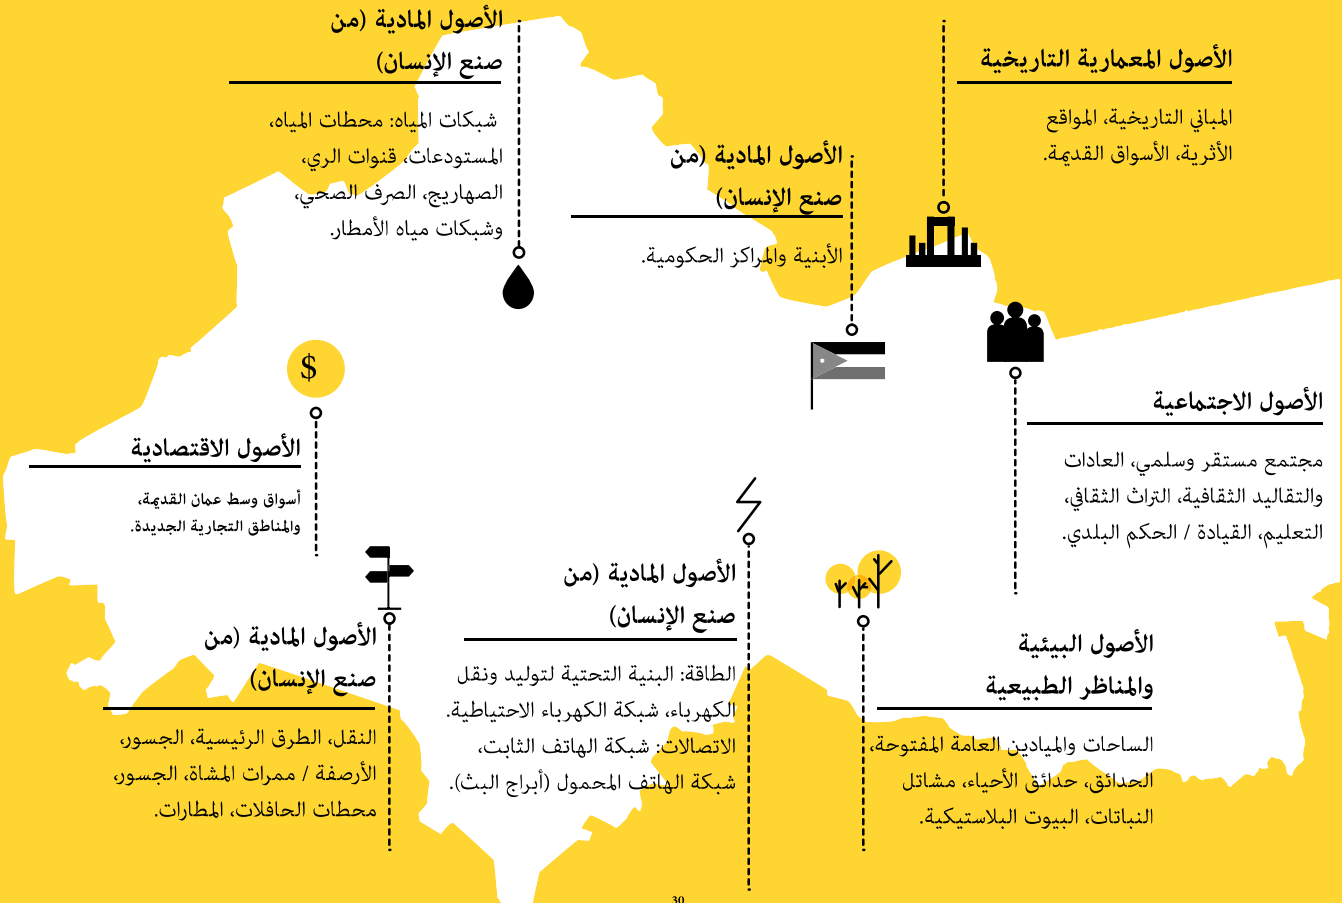 الأصول المعمارية التاريخية
المباني التاريخية، المواقع
الأثرية، الأسواق القديمة.
الأصول المادية (من
صنع الإنسان)
شبكات المياه: محطات المياه،
المستودعات، قنوات الري،
الصهاريج، الصرف الصحي،
وشبكات مياه الأمطار.
الأصول المادية (من
صنع الإنسان)
الأبنية والمراكز الحكومية.
الأصول الاجتماعية
مجتمع مستقر وسلمي، العادات
والتقاليد الثقافية، التراث الثقافي،
التعليم، القيادة / الحكم البلدي.
$
الأصول الاقتصادية
أسواق وسط عمان القديمة،
والمناطق التجارية الجديدة.
الأصول البيئية
والمناظر الطبيعية
الساحات والميادين العامة المفتوحة،
الحدائق، حدائق الأحياء، مشاتل
النباتات، البيوت البلاستيكية.
الأصول المادية (من
صنع الإنسان)
الطاقة: البنية التحتية لتوليد ونقل
الكهرباء، شبكة الكهرباء الاحتياطية.
الاتصالات: شبكة الهاتف الثابت،
شبكة الهاتف المحمول (أبراج البث).
الأصول المادية (من
صنع الإنسان)
النقل، الطرق الرئيسية، الجسور،
الأرصفة / ممرات المشاة، الجسور،
محطات الحافلات، المطارات.
30